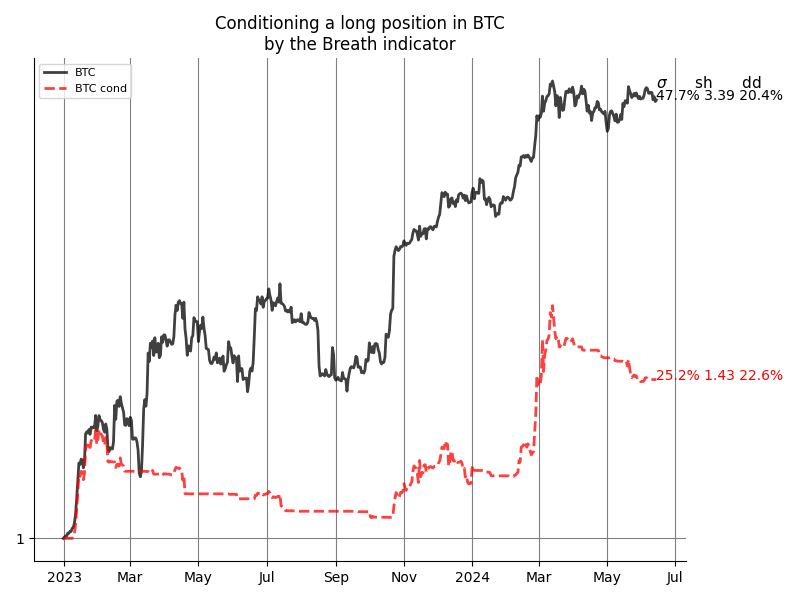 Conditioning a long position in BTC
by the Breath indicator
BTC
BTC cond
σ sh dd
47.7% 3.39 20.4%
25.2% 1.43 22.6%
1
2023 Mar May Jul Sep Nov 2024 Mar May Jul